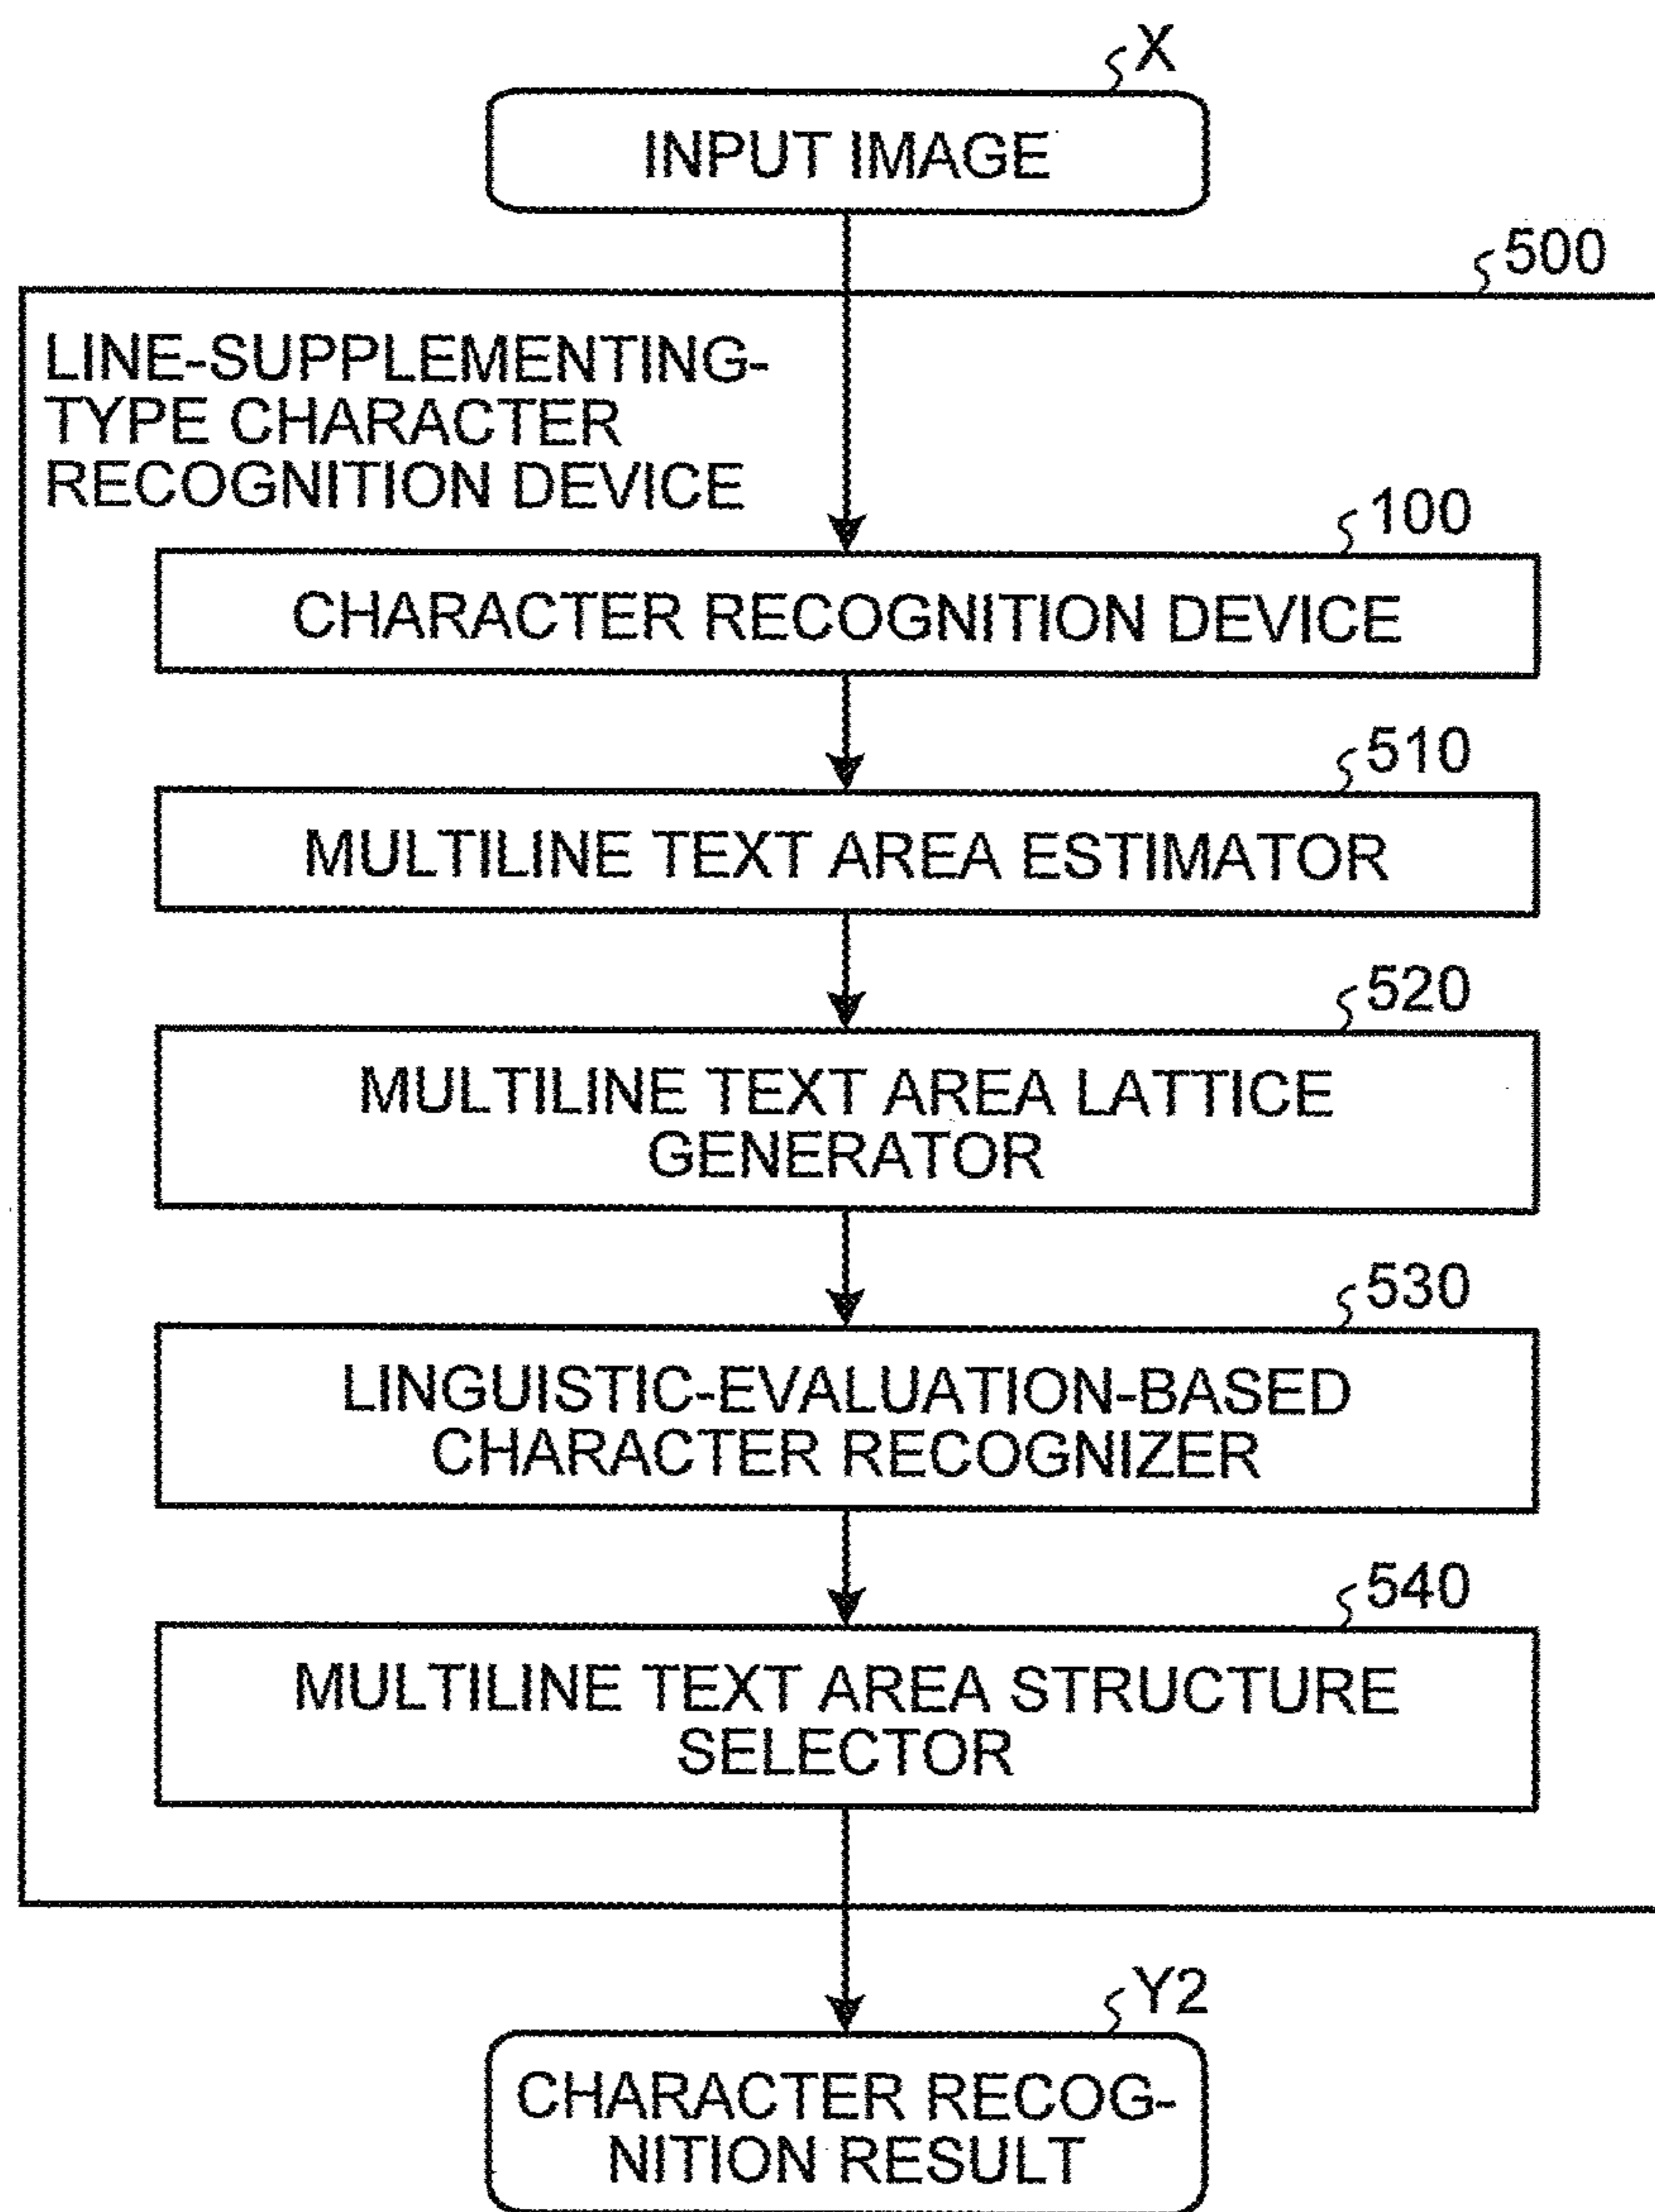 X
INPUT IMAGE
500
LINE-SUPPLEMENTING-
TYPE CHARACTER
RECOGNITION DEVICE
100
CHARACTER RECOGNITION DEVICE
510
MULTILINE TEXT AREA ESTIMATOR
520
MULTILINE TEXT AREA LATTICE
GENERATOR
530
LINGUISTIC-EVALUATION-BASED
CHARACTER RECOGNIZER
540
MULTILINE TEXT AREA STRUCTURE
SELECTOR
Y2
CHARACTER RECOG-
NITION RESULT